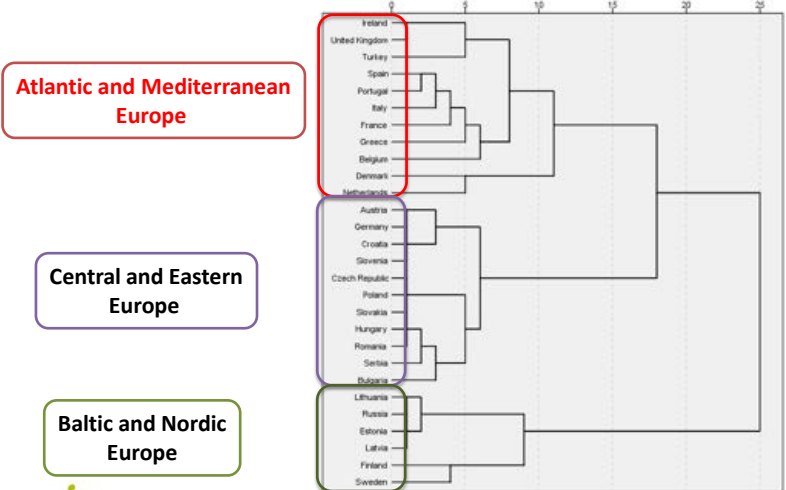 0 5 10 15 20 25
Ireland
United Kingdom
Turkey
Atlantic and Mediterranean
Europe
Spain
Portugal
Italy
France
Greece
Belgium
Denmark
Netherlands
Central and Eastern
Europe
Austria
Germany
Croatia
Slovenia
Czech Republic
Poland
Slovakia
Hungary
Romania
Serbia
Bulgaria
Baltic and Nordic
Europe
Lithuania
Russia
Estonia
Latvia
Finland
Sweden